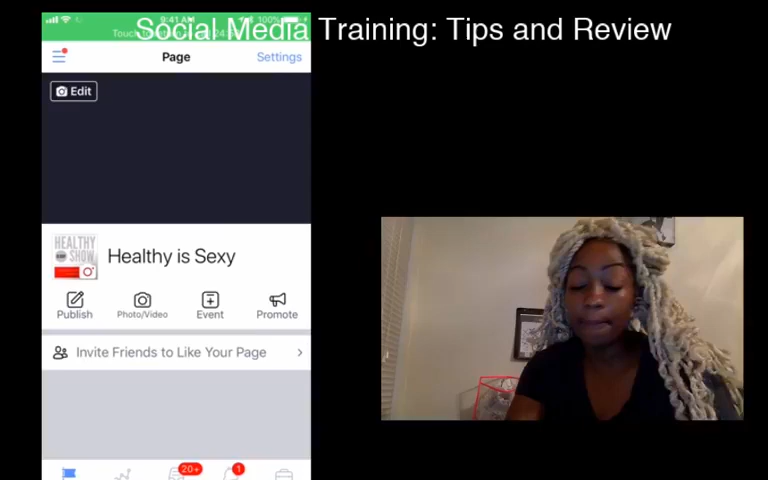 Social Media Training: Tips and Review
9:41 AM
100%
Page
Settings
Edit
HEALTHY
SHOW
Healthy is Sexy
Publish
Photo/Video
Event
Promote
Invite Friends to Like Your Page
20+
1